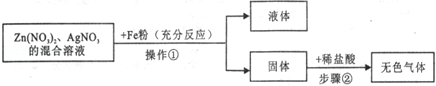 Zn(NO₃)₂、AgNO₃
的混合溶液
+Fe粉（充分反应）
操作①
液体
固体
+稀盐酸
步骤②
无色气体